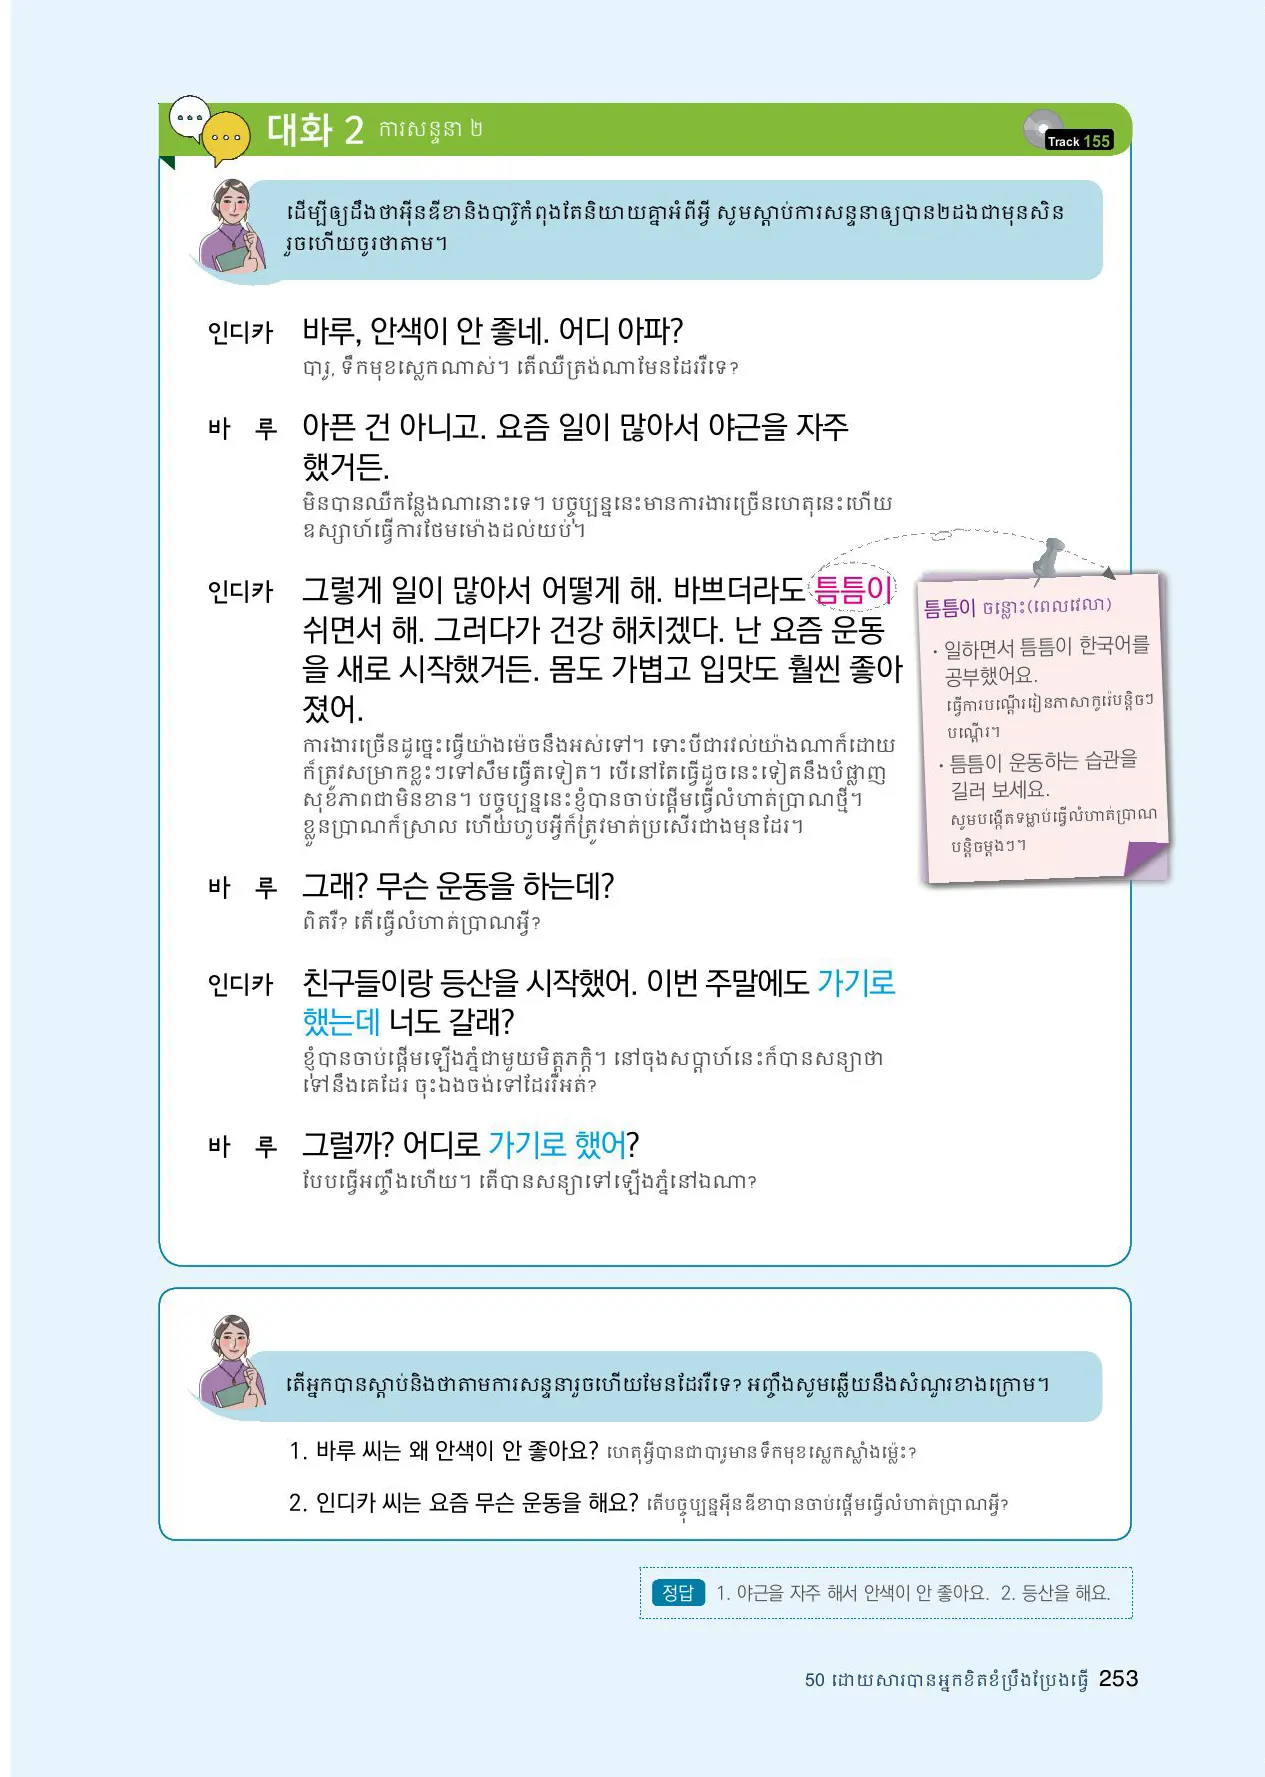 대화 2 ការសន្ទនា ២
Track 155
ដើម្បីឲ្យដឹងថាអ៊ីនឌីខានិងបារ៉ូកំពុងតែនិយាយគ្នាអំពីអ្វី សូមស្តាប់ការសន្ទនាឲ្យបាន២ដងជាមុនសិន
រួចហើយចូរថាតាម។
인디카 바루, 안색이 안 좋네. 어디 아파?
បារូ, ទឹកមុខស្លេកណាស់។ តើឈឺត្រង់ណាមែនដែររឺទេ?
바 루 아픈 건 아니고. 요즘 일이 많아서 야근을 자주
했거든.
មិនបានឈឺកន្លែងណានោះទេ។ បច្ចុប្បន្ននេះមានការងារច្រើនហេតុនេះហើយ
ឧស្សាហ៍ធ្វើការថែមម៉ោងដល់យប់។
인디카 그렇게 일이 많아서 어떻게 해. 바쁘더라도 틈틈이
쉬면서 해. 그러다가 건강 해치겠다. 난 요즘 운동
을 새로 시작했거든. 몸도 가볍고 입맛도 훨씬 좋아
졌어.
ការងារច្រើនដូច្នេះធ្វើយ៉ាងម៉េចនឹងអស់ទៅ។ ទោះបីជារវល់យ៉ាងណាក៏ដោយ
ក៏ត្រូវសម្រាកខ្លះៗទៅសឹមធ្វើតទៀត។ បើនៅតែធ្វើដូចនេះទៀតនឹងបំផ្លាញ
សុខភាពជាមិនខាន។ បច្ចុប្បន្ននេះខ្ញុំបានចាប់ផ្តើមធ្វើលំហាត់ប្រាណថ្មី។
ខ្លួនប្រាណក៏ស្រាល ហើយហូបអ្វីក៏ត្រូវមាត់ប្រសើរជាងមុនដែរ។
틈틈이 ចន្លោះ(ពេលវេលា)
• 일하면서 틈틈이 한국어를
공부했어요.
ធ្វើការបណ្តើររៀនភាសាកូរ៉េបន្តិចៗ
បណ្តើរ។
• 틈틈이 운동하는 습관을
길러 보세요.
សូមបង្កើតទម្លាប់ធ្វើលំហាត់ប្រាណ
បន្តិចម្តងៗ។
바 루 그래? 무슨 운동을 하는데?
ពិតរឺ? តើធ្វើលំហាត់ប្រាណអ្វី?
인디카 친구들이랑 등산을 시작했어. 이번 주말에도 가기로
했는데 너도 갈래?
ខ្ញុំបានចាប់ផ្តើមឡើងភ្នំជាមួយមិត្តភក្តិ។ នៅចុងសប្តាហ៍នេះក៏បានសន្យាថា
ទៅនឹងគេដែរ ចុះឯងចង់ទៅដែររឺអត់?
바 루 그럴까? 어디로 가기로 했어?
បែបធ្វើអញ្ចឹងហើយ។ តើបានសន្យាទៅឡើងភ្នំនៅឯណា?
តើអ្នកបានស្តាប់និងថាតាមការសន្ទនារួចហើយមែនដែររឺទេ? អញ្ចឹងសូមឆ្លើយនឹងសំណួរខាងក្រោម។
1. 바루 씨는 왜 안색이 안 좋아요? ហេតុអ្វីបានជាបារូមានទឹកមុខស្លេកស្លាំងម្ល៉េះ?
2. 인디카 씨는 요즘 무슨 운동을 해요? តើបច្ចុប្បន្នអ៊ីនឌីខាបានចាប់ផ្តើមធ្វើលំហាត់ប្រាណអ្វី?
정답 1. 야근을 자주 해서 안색이 안 좋아요. 2. 등산을 해요.
50 ដោយសារបានអ្នកខិតខំប្រឹងប្រែងធ្វើ 253